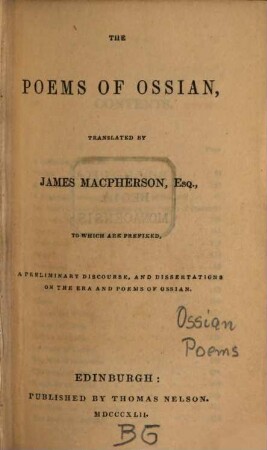 THE
POEMS OF OSSIAN,
TRANSLATED BY
JAMES MACPHERSON, Esq.,
TO WHICH ARE PREFIXED,
A PRELIMINARY DISCOURSE, AND DISSERTATIONS
ON THE ERA AND POEMS OF OSSIAN.
Ossian
Poems
EDINBURGH:
PUBLISHED BY THOMAS NELSON.
MDCCCXLII.
BG